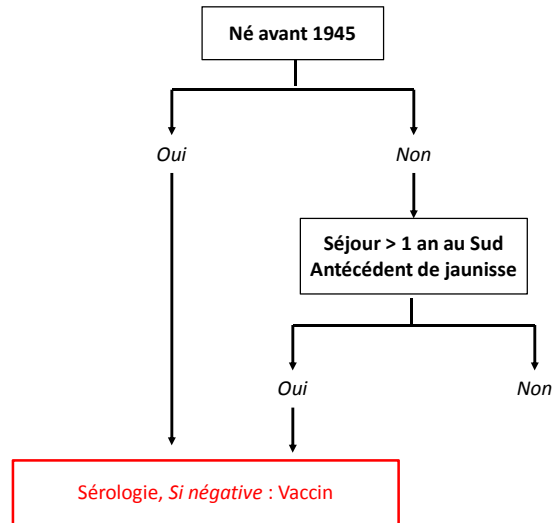 Né avant 1945
Oui
Non
Séjour > 1 an au Sud
Antécédent de jaunisse
Oui
Non
Sérologie, Si négative : Vaccin